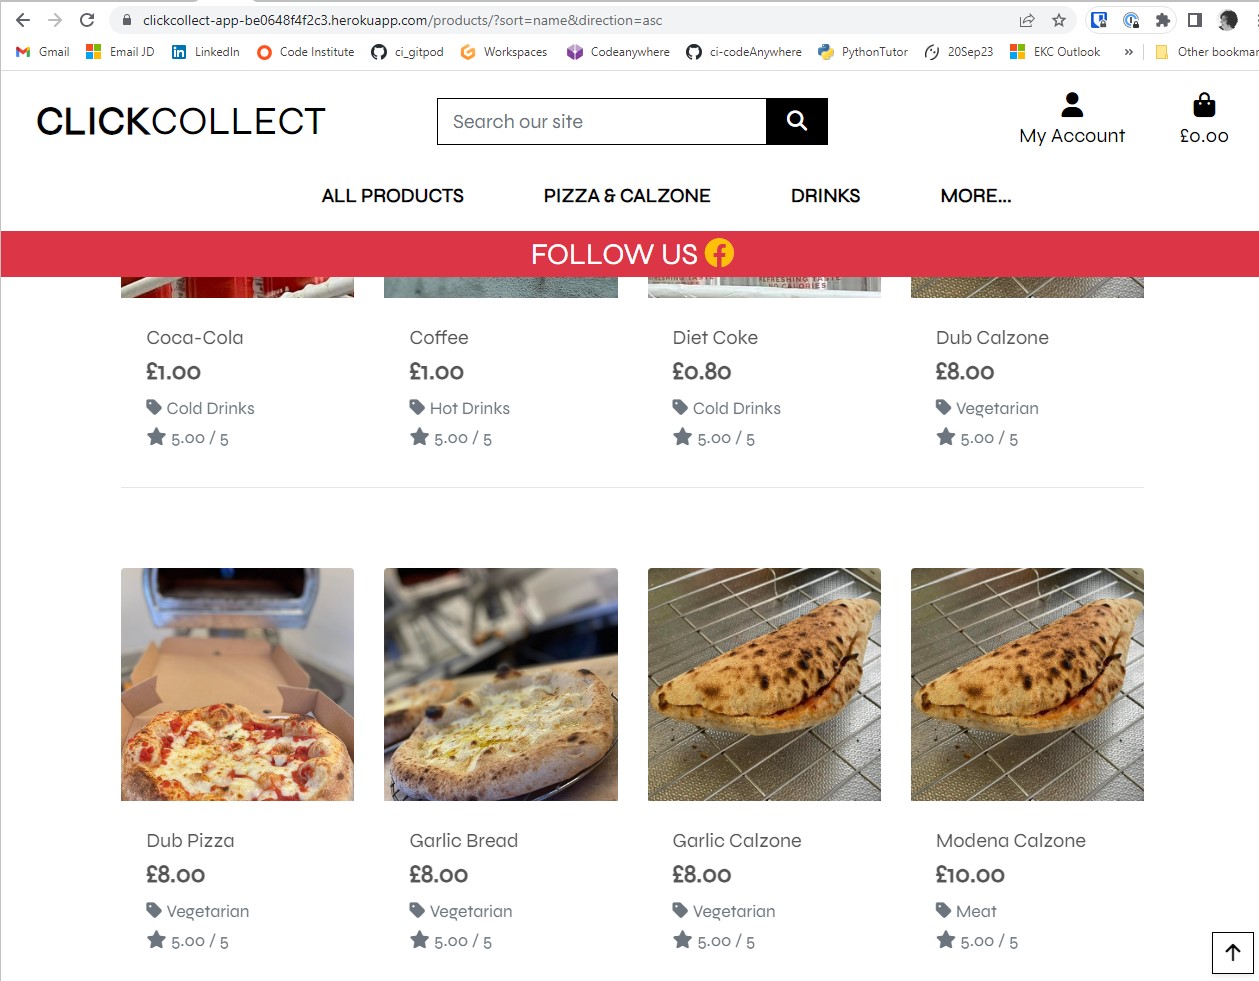 clickcollect-app-be0648f4f2c3.herokuapp.com/products/?sort=name&direction=asc
Gmail Email JD LinkedIn Code Institute ci_gitpod Workspaces Codeanywhere ci-codeAnywhere PythonTutor 20Sep23 EKC Outlook » Other bookmar
CLICKCOLLECT
Search our site
My Account
£0.00
ALL PRODUCTS PIZZA & CALZONE DRINKS MORE...
FOLLOW US
REFRESHING TASTE
NO CALORIES
Coca-Cola
£1.00
Cold Drinks
5.00 / 5
Coffee
£1.00
Hot Drinks
5.00 / 5
Diet Coke
£0.80
Cold Drinks
5.00 / 5
Dub Calzone
£8.00
Vegetarian
5.00 / 5
Dub Pizza
£8.00
Vegetarian
5.00 / 5
Garlic Bread
£8.00
Vegetarian
5.00 / 5
Garlic Calzone
£8.00
Vegetarian
5.00 / 5
Modena Calzone
£10.00
Meat
5.00 / 5